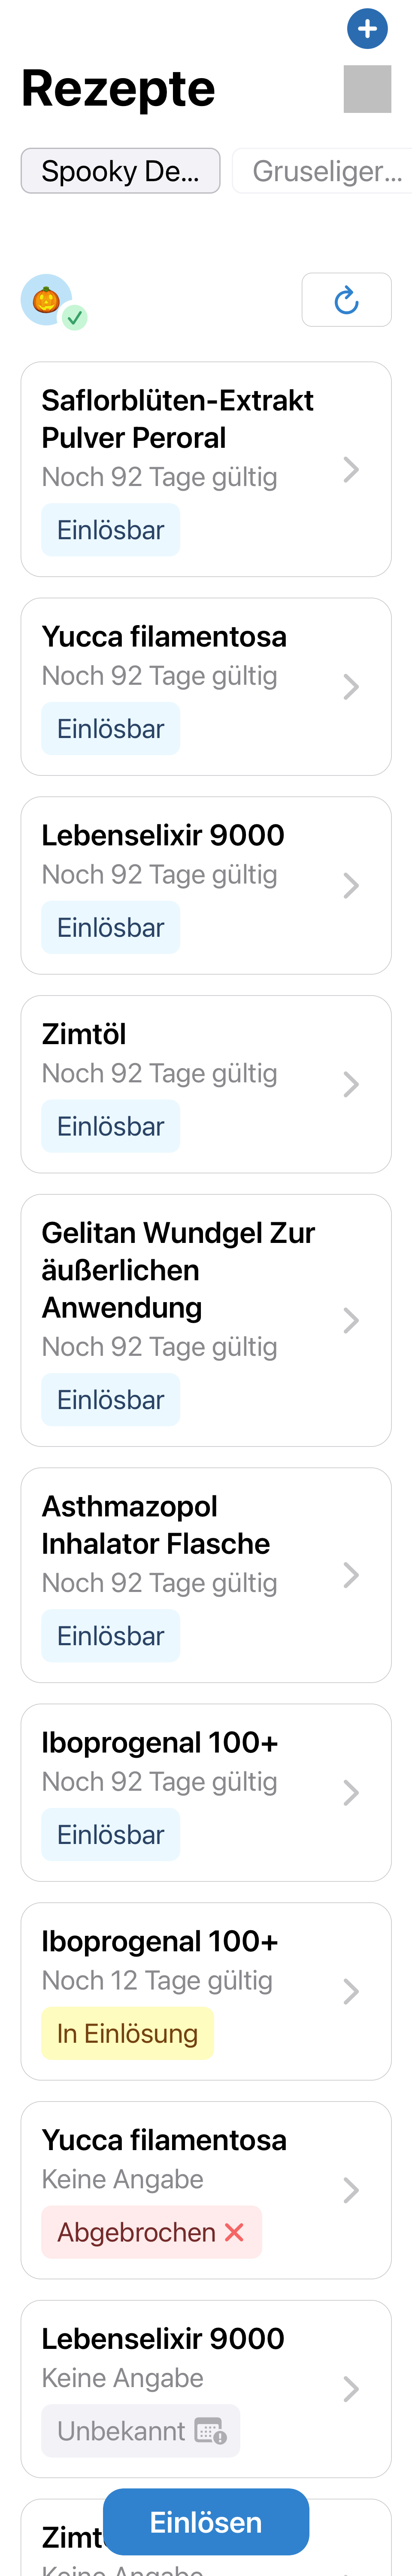 Rezepte
Spooky De...
Gruseliger...
Saflorblüten-Extrakt
Pulver Peroral
Noch 92 Tage gültig
Einlösbar
Yucca filamentosa
Noch 92 Tage gültig
Einlösbar
Lebenselixir 9000
Noch 92 Tage gültig
Einlösbar
Zimtöl
Noch 92 Tage gültig
Einlösbar
Gelitan Wundgel Zur
äußerlichen
Anwendung
Noch 92 Tage gültig
Einlösbar
Asthmazopol
Inhalator Flasche
Noch 92 Tage gültig
Einlösbar
Iboprogenal 100+
Noch 92 Tage gültig
Einlösbar
Iboprogenal 100+
Noch 12 Tage gültig
In Einlösung
Yucca filamentosa
Keine Angabe
Abgebrochen
Lebenselixir 9000
Keine Angabe
Unbekannt
Einlösen